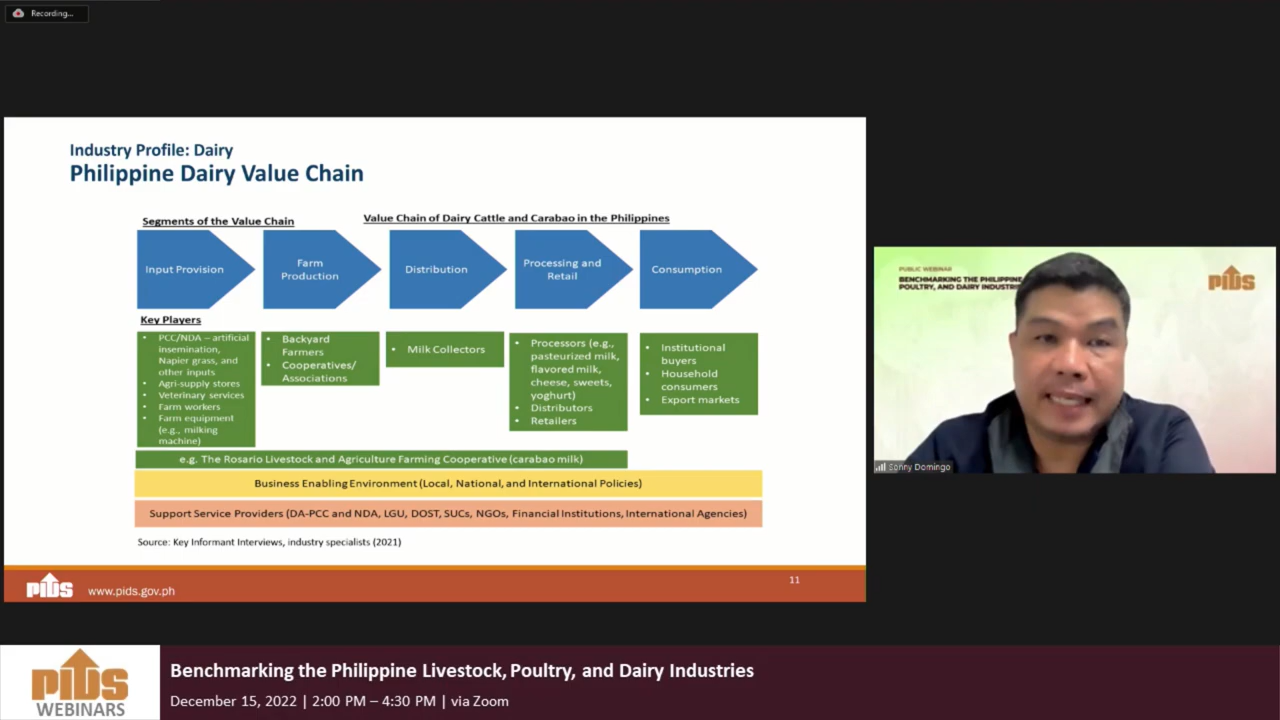 Recording...
Industry Profile: Dairy
Philippine Dairy Value Chain
Segments of the Value Chain
Value Chain of Dairy Cattle and Carabao in the Philippines
Input Provision
Farm
Production
Distribution
Processing and
Retail
Consumption
Key Players
• PCC/NDA – artificial
insemination,
Napier grass, and
other inputs
• Agri-supply stores
• Veterinary services
• Farm workers
• Farm equipment
(e.g., milking
machine)
• Backyard
Farmers
• Cooperatives/
Associations
• Milk Collectors
• Processors (e.g.,
pasteurized milk,
flavored milk,
cheese, sweets,
yoghurt)
• Distributors
• Retailers
• Institutional
buyers
• Household
consumers
• Export markets
e.g. The Rosario Livestock and Agriculture Farming Cooperative (carabao milk)
Business Enabling Environment (Local, National, and International Policies)
Support Service Providers (DA-PCC and NDA, LGU, DOST, SUCs, NGOs, Financial Institutions, International Agencies)
Source: Key Informant Interviews, industry specialists (2021)
pids
www.pids.gov.ph
11
PUBLIC WEBINAR
BENCHMARKING THE PHILIPPINE
POULTRY, AND DAIRY
pids
Sonny Domingo
pids
WEBINARS
Benchmarking the Philippine Livestock, Poultry, and Dairy Industries
December 15, 2022 | 2:00 PM – 4:30 PM | via Zoom